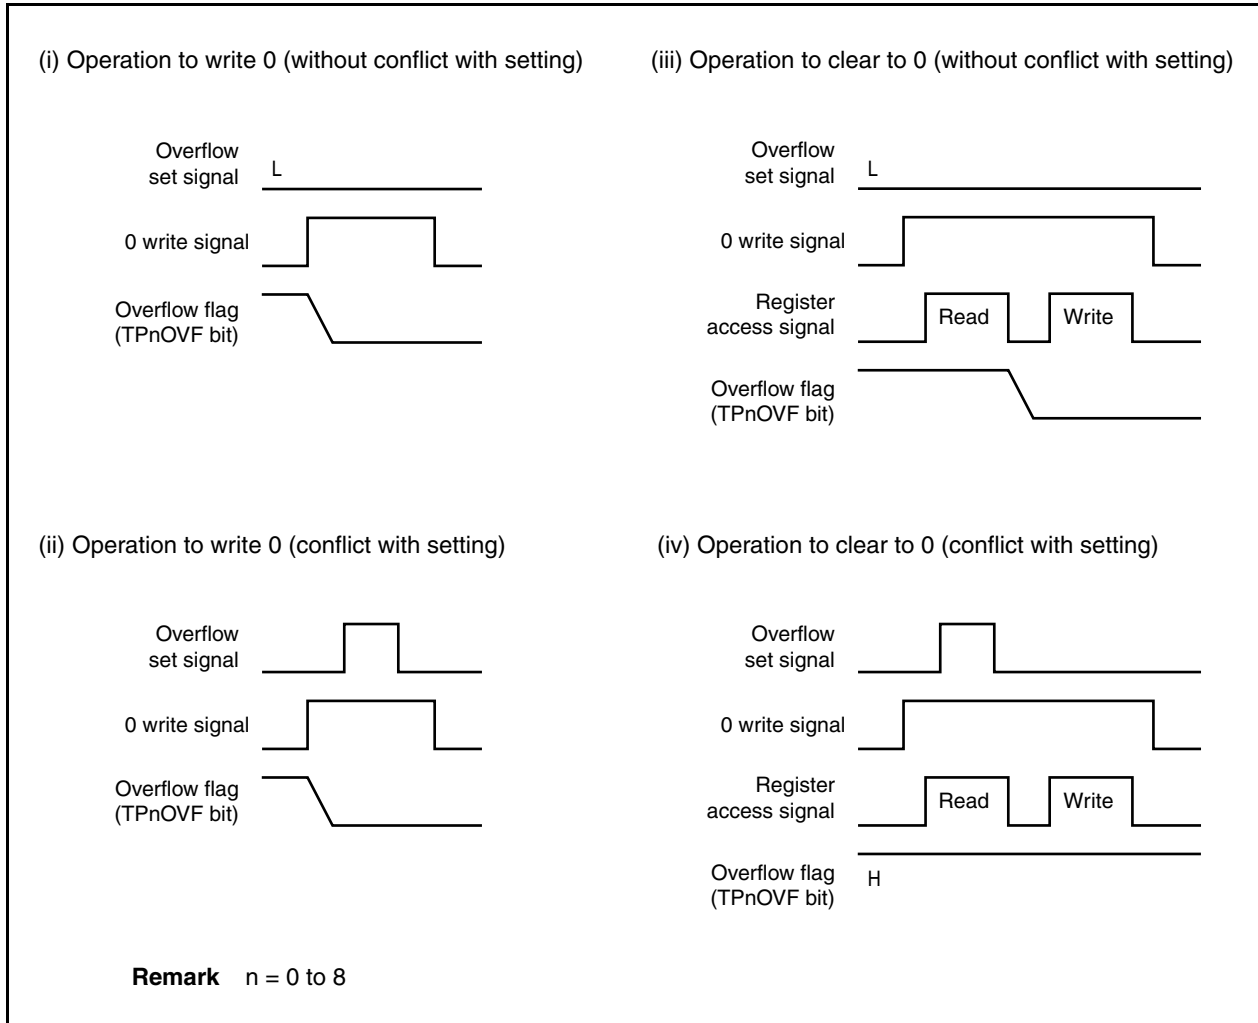 (i) Operation to write 0 (without conflict with setting)
Overflow
set signal
L
0 write signal
Overflow flag
(TPnOVF bit)
(iii) Operation to clear to 0 (without conflict with setting)
Overflow
set signal
L
0 write signal
Register
access signal
Read
Write
Overflow flag
(TPnOVF bit)
(ii) Operation to write 0 (conflict with setting)
Overflow
set signal
0 write signal
Overflow flag
(TPnOVF bit)
(iv) Operation to clear to 0 (conflict with setting)
Overflow
set signal
0 write signal
Register
access signal
Read
Write
Overflow flag
(TPnOVF bit)
H
Remark n = 0 to 8